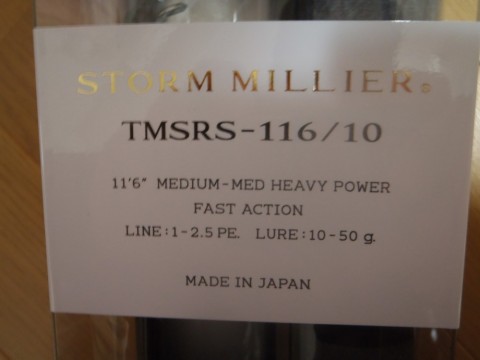 STORM MILLIER®
TMSRS-116/10
11'6" MEDIUM-MED HEAVY POWER
FAST ACTION
LINE:1-2.5 PE. LURE:10-50 g.
MADE IN JAPAN